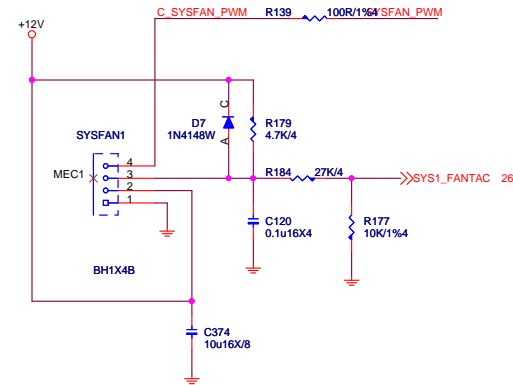 C_SYSFAN_PWM R139 100R/1%4 SYSFAN_PWM
+12V
D7
1N4148W
C
A
R179
4.7K/4
SYSFAN1
MEC1
4
3
2
1
R184 27K/4
SYS1_FANTAC 26
C120
0.1u16X4
R177
10K/1%4
BH1X4B
C374
10u16X/8